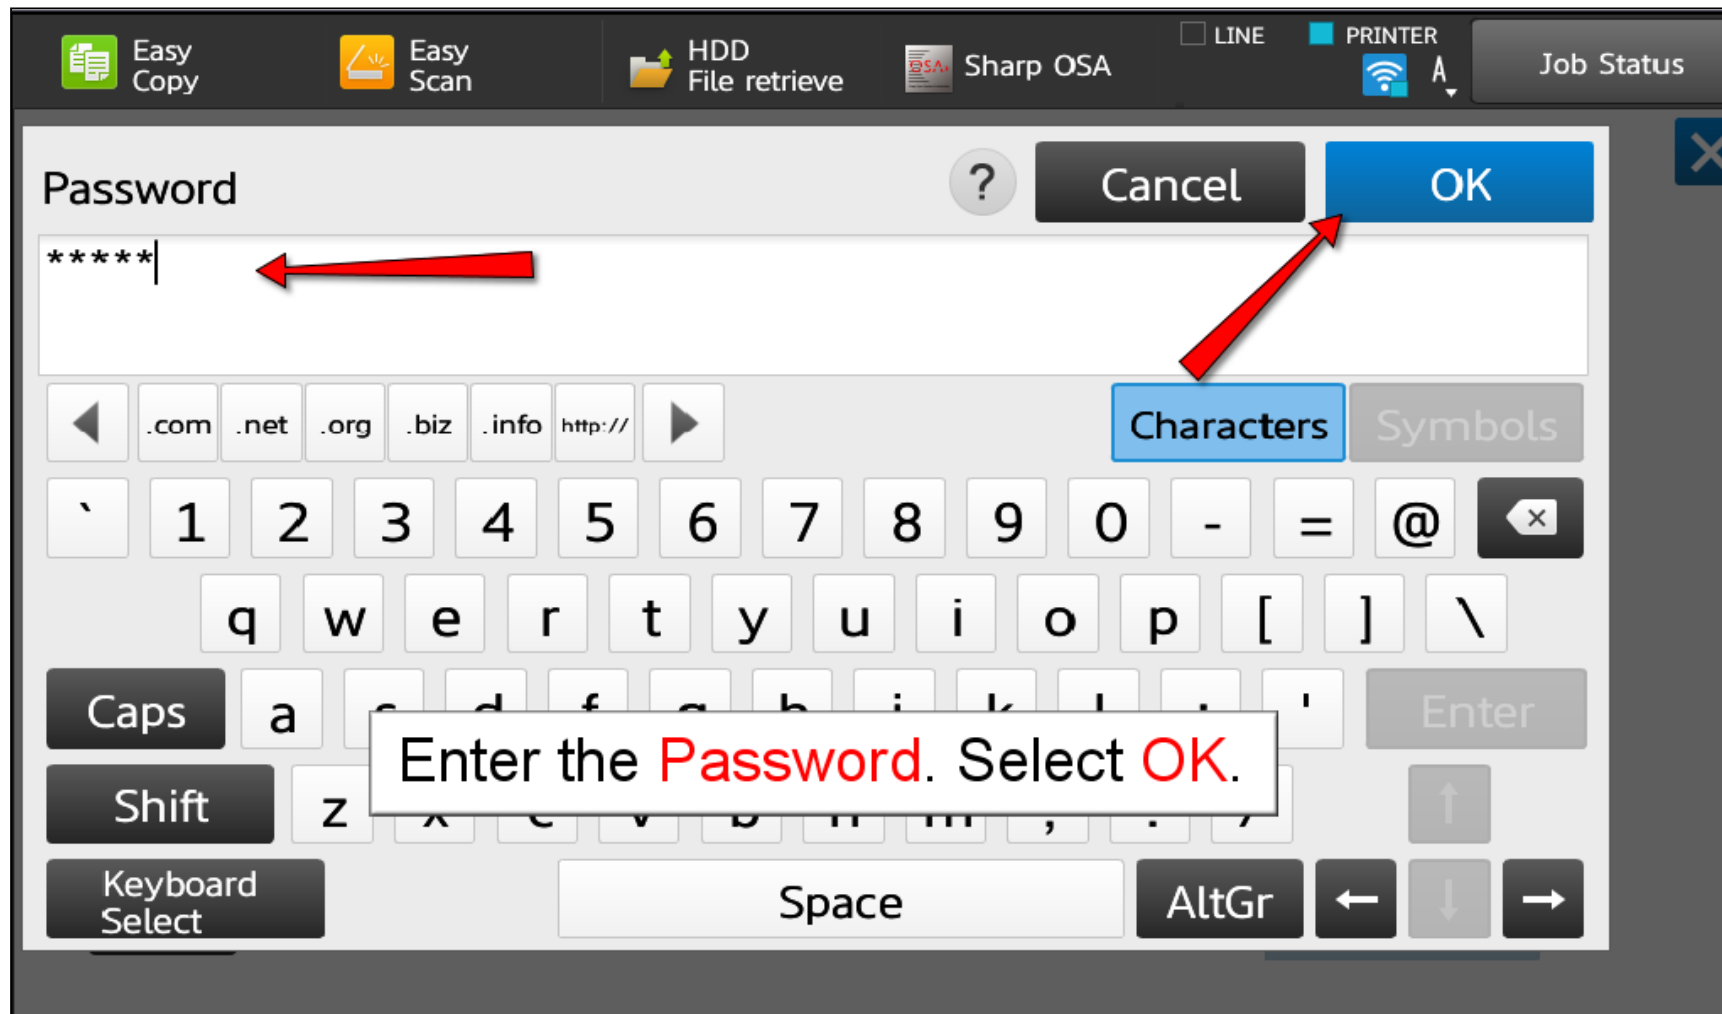 Easy
Copy
Easy
Scan
HDD
File retrieve
OSA
Sharp OSA
LINE
PRINTER
A
Job Status
Password
?
Cancel
OK
*****
.com .net .org .biz .info http://
Characters
Symbols
` 1 2 3 4 5 6 7 8 9 0 - = @
q w e r t y u i o p [ ] \
Caps a d f h k ' Enter
Enter the Password. Select OK.
Shift z
Keyboard
Select
Space
AltGr